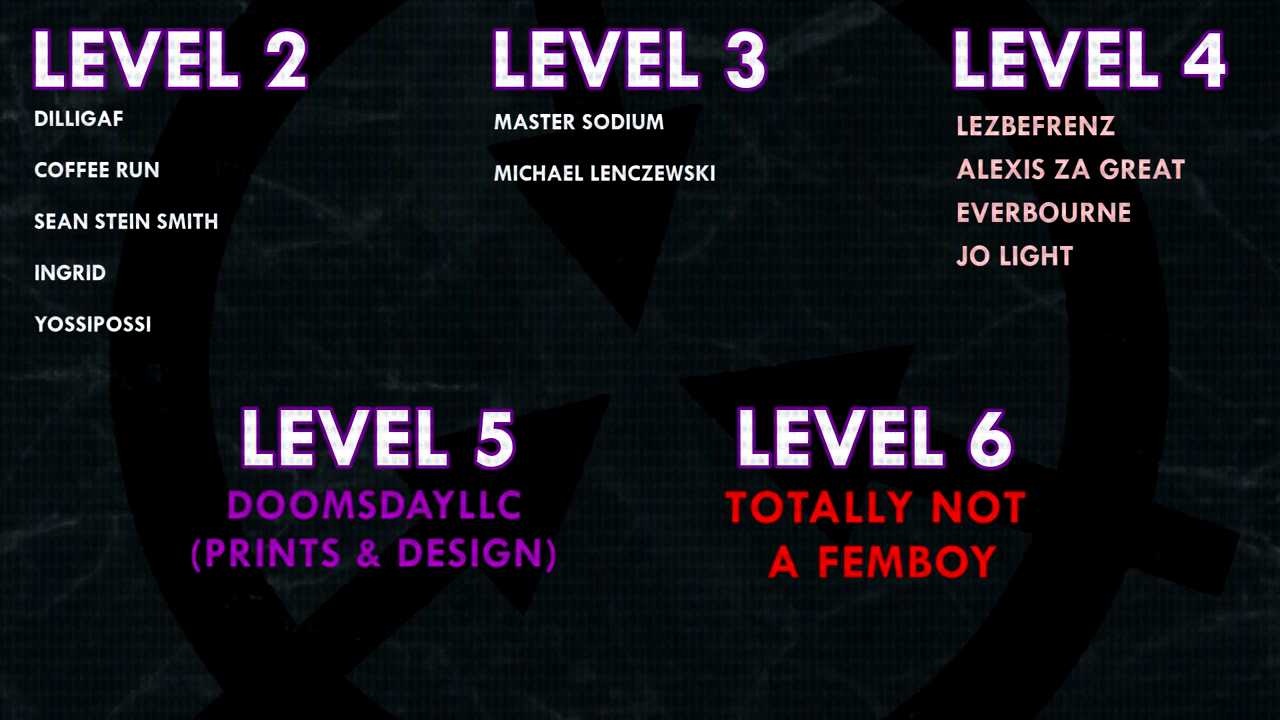 LEVEL 2
DILLIGAF
COFFEE RUN
SEAN STEIN SMITH
INGRID
YOSSIPOSSI
LEVEL 3
MASTER SODIUM
MICHAEL LENCZEWSKI
LEVEL 4
LEZBEFRENZ
ALEXIS ZA GREAT
EVERBOURNE
JO LIGHT
LEVEL 5
DOOMSDAYLLC
(PRINTS & DESIGN)
LEVEL 6
TOTALLY NOT
A FEMBOY